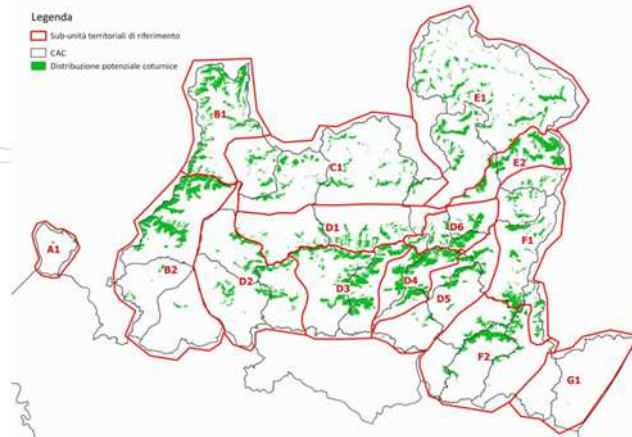 Legenda
Sub-unità territoriali di riferimento
CAC
Distribuzione potenziale coturnice
E1
B1
E2
C1
D1
D6
F1
A1
B2
D2
D3
D4
D5
F2
G1